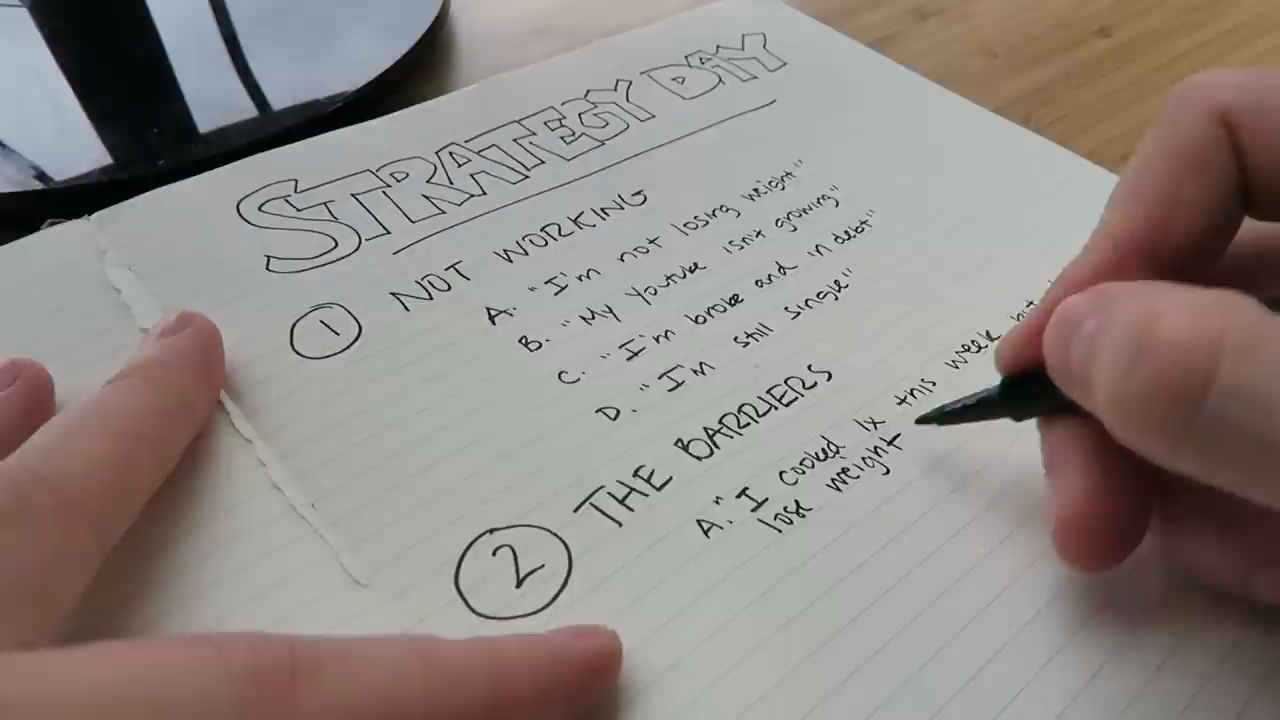 STRATEGY DAY
1 NOT WORKING
A. "I'm not losing weight"
B. "My Youtube isn't growing"
C. "I'm broke and in debt"
D. "I'm still single"
2 THE BARRIERS
A. "I cooked 1x this week
lose weight